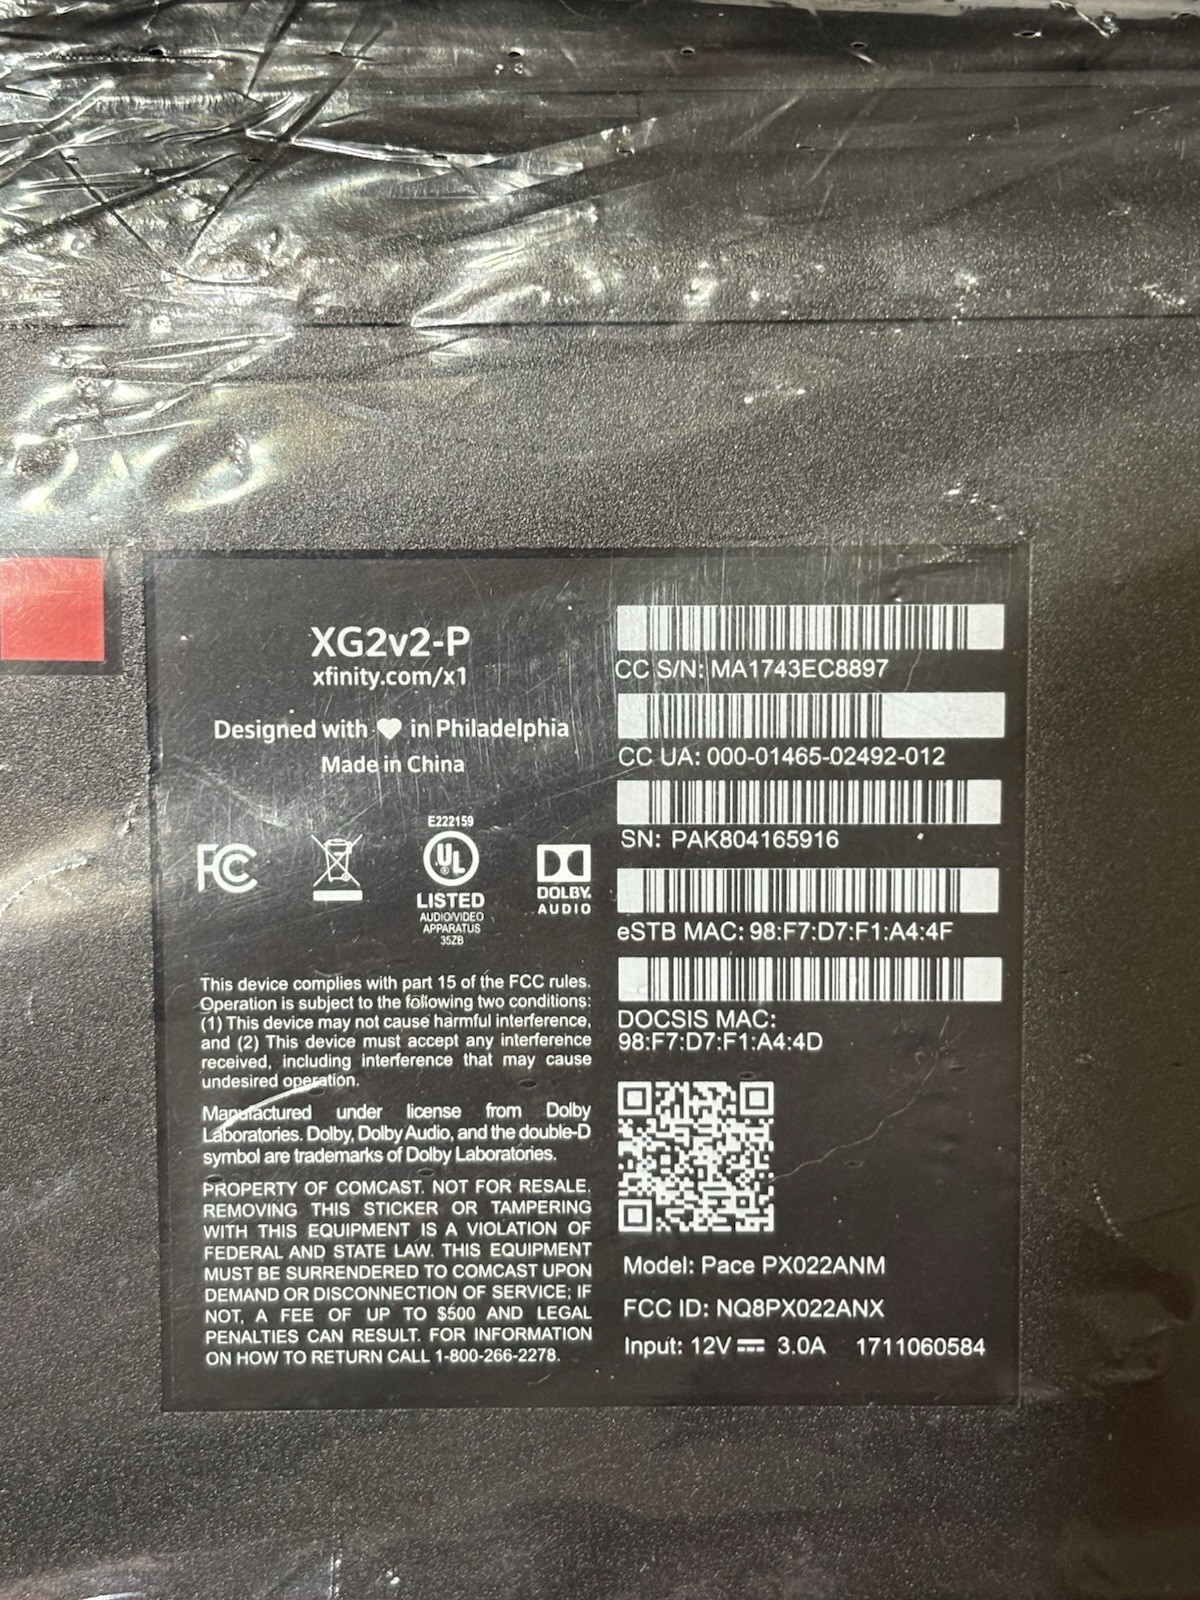 XG2v2-P
xfinity.com/x1
Designed with ♥ in Philadelphia
Made in China
E222159
FC
UL
LISTED
AUDIO/VIDEO
APPARATUS
35ZB
DOLBY.
AUDIO
This device complies with part 15 of the FCC rules.
Operation is subject to the following two conditions:
(1) This device may not cause harmful interference,
and (2) This device must accept any interference
received, including interference that may cause
undesired operation.
Manufactured under license from Dolby
Laboratories. Dolby, Dolby Audio, and the double-D
symbol are trademarks of Dolby Laboratories.
PROPERTY OF COMCAST. NOT FOR RESALE.
REMOVING THIS STICKER OR TAMPERING
WITH THIS EQUIPMENT IS A VIOLATION OF
FEDERAL AND STATE LAW. THIS EQUIPMENT
MUST BE SURRENDERED TO COMCAST UPON
DEMAND OR DISCONNECTION OF SERVICE; IF
NOT, A FEE OF UP TO $500 AND LEGAL
PENALTIES CAN RESULT. FOR INFORMATION
ON HOW TO RETURN CALL 1-800-266-2278.
CC S/N: MA1743EC8897
CC UA: 000-01465-02492-012
SN: PAK804165916
eSTB MAC: 98:F7:D7:F1:A4:4F
DOCSIS MAC:
98:F7:D7:F1:A4:4D
Model: Pace PX022ANM
FCC ID: NQ8PX022ANX
Input: 12V ⎓ 3.0A 1711060584